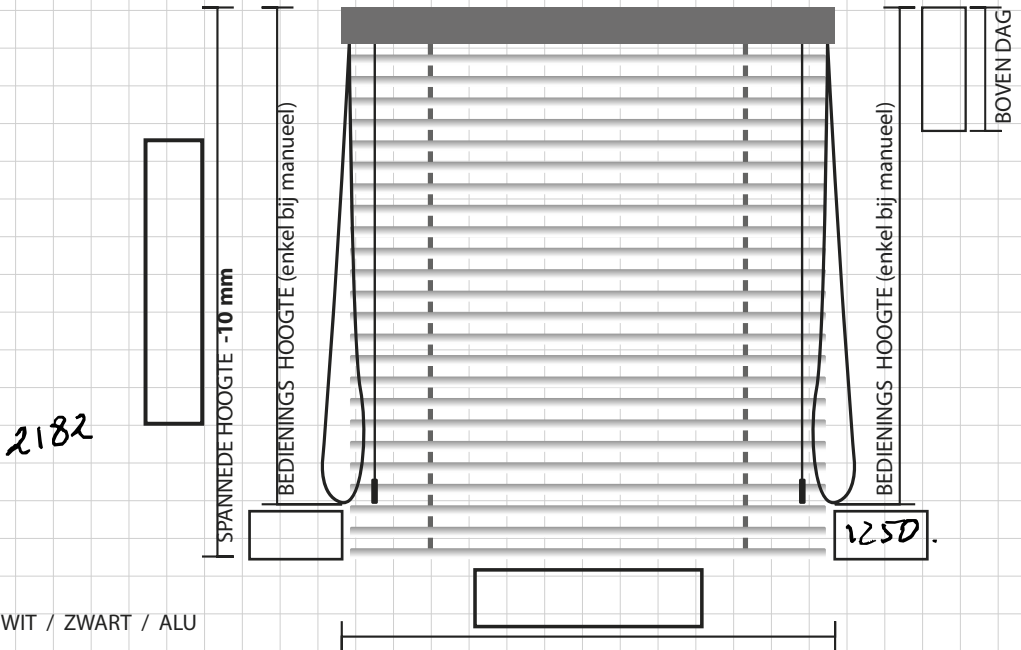 BOVEN DAG
BEDIENINGS HOOGTE (enkel bij manueel)
BEDIENINGS HOOGTE (enkel bij manueel)
SPANNEDE HOOGTE -10 mm
2182
1250.
WIT / ZWART / ALU